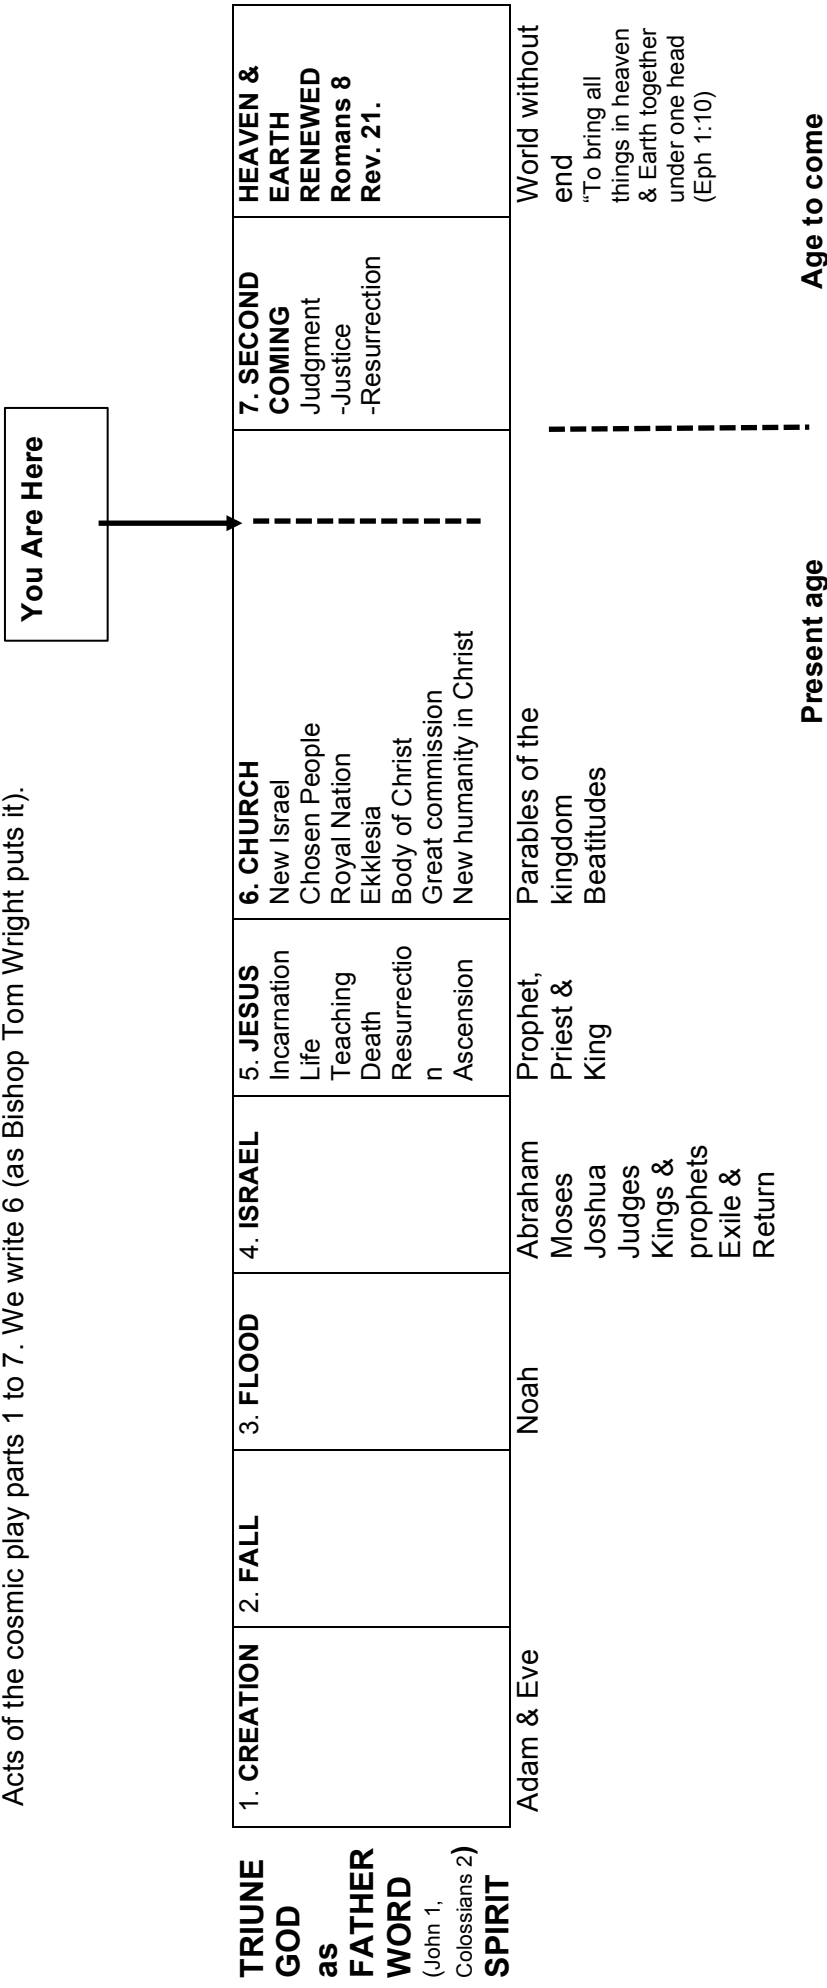 Acts of the cosmic play parts 1 to 7. We write 6 (as Bishop Tom Wright puts it).
You Are Here
TRIUNE
GOD
as
FATHER
WORD
(John 1,
Colossians 2)
SPIRIT
1. CREATION
2. FALL
3. FLOOD
4. ISRAEL
5. JESUS
Incarnation
Life
Teaching
Death
Resurrectio
n
Ascension
6. CHURCH
New Israel
Chosen People
Royal Nation
Ekklesia
Body of Christ
Great commission
New humanity in Christ
7. SECOND
COMING
Judgment
-Justice
-Resurrection
HEAVEN &
EARTH
RENEWED
Romans 8
Rev. 21.
Adam & Eve
Noah
Abraham
Moses
Joshua
Judges
Kings &
prophets
Exile &
Return
Prophet,
Priest &
King
Parables of the
kingdom
Beatitudes
World without
end
“To bring all
things in heaven
& Earth together
under one head
(Eph 1:10)
Present age
Age to come